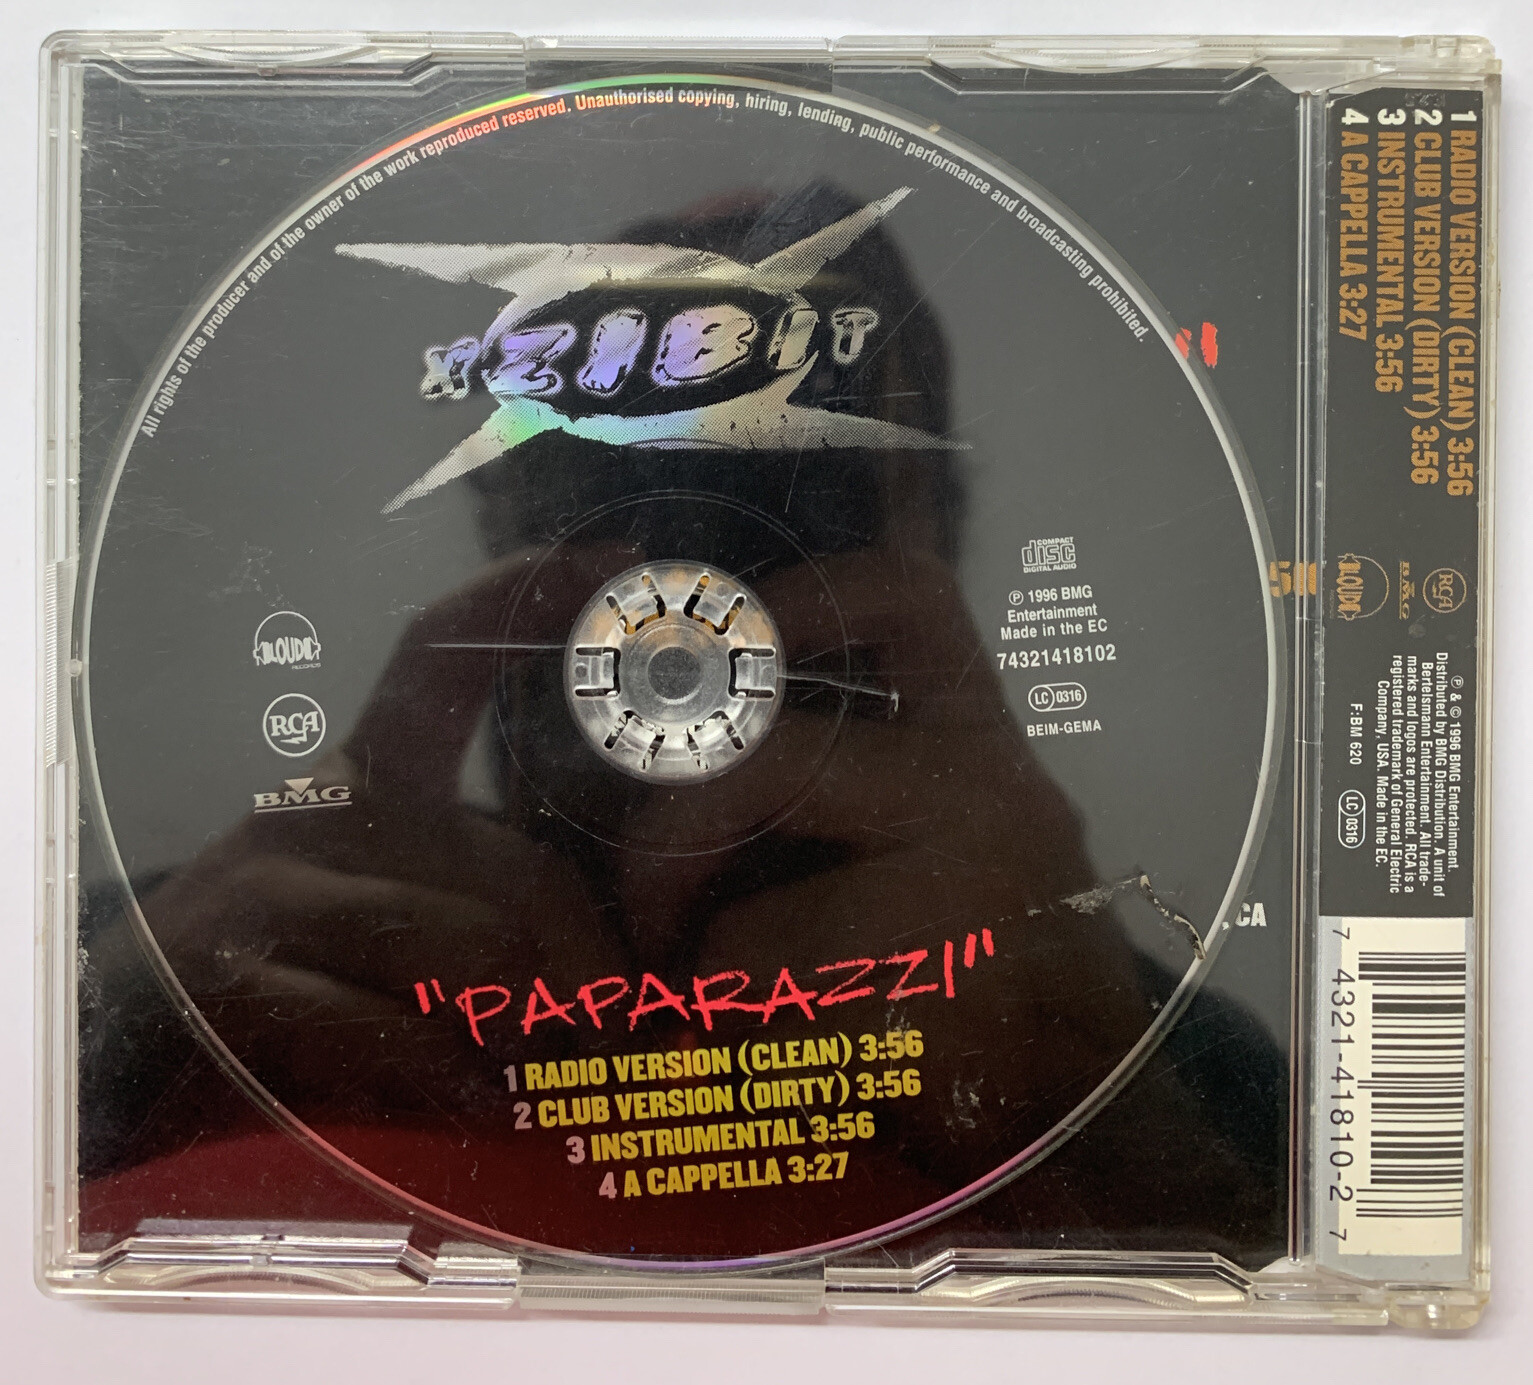 All rights of the producer and of the owner of the work reproduced reserved. Unauthorised copying, hiring, lending, public performance and broadcasting prohibited.
XZIBIT
COMPACT
disc
DIGITAL AUDIO
Ⓟ 1996 BMG
Entertainment
Made in the EC
74321418102
LC 0316
BIEM-GEMA
LOUD
RECORDS
RCA
BMG
"PAPARAZZI"
1 RADIO VERSION (CLEAN) 3:56
2 CLUB VERSION (DIRTY) 3:56
3 INSTRUMENTAL 3:56
4 A CAPPELLA 3:27
"
, CA
1 RADIO VERSION (CLEAN) 3:56
2 CLUB VERSION (DIRTY) 3:56
3 INSTRUMENTAL 3:56
4 A CAPPELLA 3:27
RCA
BMG
LOUD
Ⓟ & © 1996 BMG Entertainment.
Distributed by BMG Distribution. A unit of
Bertelsmann Entertainment. All trade-
marks and logos are protected. RCA is a
registered trademark of General Electric
Company, USA. Made in the EC.
F:BM 620
LC 0316
7 4321-41810-2 7